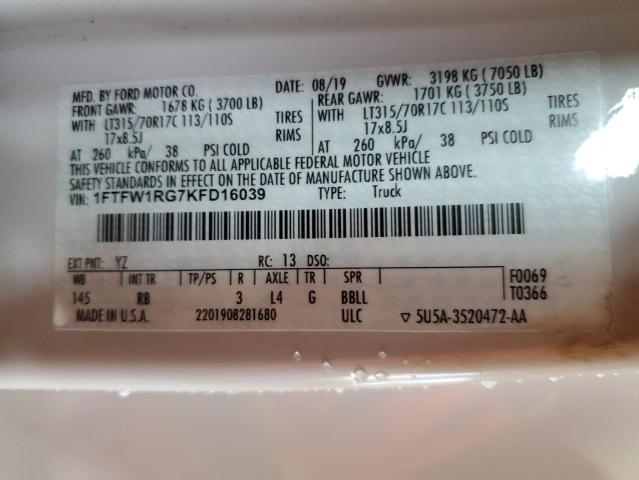 MFD. BY FORD MOTOR CO. DATE: 08/19 GVWR: 3198 KG ( 7050 LB)
FRONT GAWR: 1678 KG ( 3700 LB) REAR GAWR: 1701 KG ( 3750 LB)
WITH LT315/70R17C 113/110S TIRES WITH LT315/70R17C 113/110S TIRES
17x8.5J RIMS 17x8.5J RIMS
AT 260 kPa/ 38 PSI COLD AT 260 kPa/ 38 PSI COLD
THIS VEHICLE CONFORMS TO ALL APPLICABLE FEDERAL MOTOR VEHICLE
SAFETY STANDARDS IN EFFECT ON THE DATE OF MANUFACTURE SHOWN ABOVE.
VIN: 1FTFW1RG7KFD16039 TYPE: Truck
EXT PNT: YZ RC: 13 DSO:
WB INT TR TP/PS R AXLE TR SPR F0069
145 RB 3 L4 G BBLL T0366
MADE IN U.S.A. 2201908281680 ULC ▽ 5U5A-3520472-AA